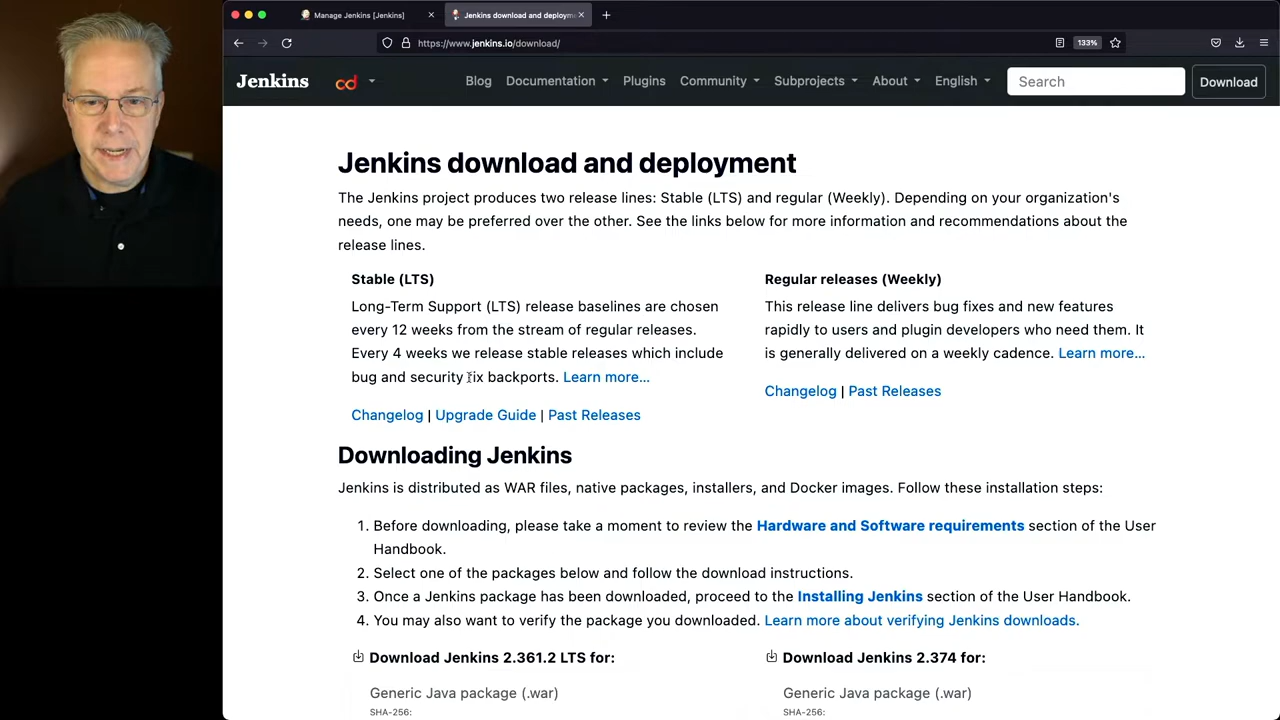 Manage Jenkins [Jenkins]
Jenkins download and deploym
https://www.jenkins.io/download/
133%
Jenkins
cd
Blog
Documentation
Plugins
Community
Subprojects
About
English
Search
Download
Jenkins download and deployment
The Jenkins project produces two release lines: Stable (LTS) and regular (Weekly). Depending on your organization's
needs, one may be preferred over the other. See the links below for more information and recommendations about the
release lines.
Stable (LTS)
Long-Term Support (LTS) release baselines are chosen
every 12 weeks from the stream of regular releases.
Every 4 weeks we release stable releases which include
bug and security fix backports. Learn more...
Changelog | Upgrade Guide | Past Releases
Regular releases (Weekly)
This release line delivers bug fixes and new features
rapidly to users and plugin developers who need them. It
is generally delivered on a weekly cadence. Learn more...
Changelog | Past Releases
Downloading Jenkins
Jenkins is distributed as WAR files, native packages, installers, and Docker images. Follow these installation steps:
1. Before downloading, please take a moment to review the Hardware and Software requirements section of the User
Handbook.
2. Select one of the packages below and follow the download instructions.
3. Once a Jenkins package has been downloaded, proceed to the Installing Jenkins section of the User Handbook.
4. You may also want to verify the package you downloaded. Learn more about verifying Jenkins downloads.
Download Jenkins 2.361.2 LTS for:
Generic Java package (.war)
SHA-256:
Download Jenkins 2.374 for:
Generic Java package (.war)
SHA-256: